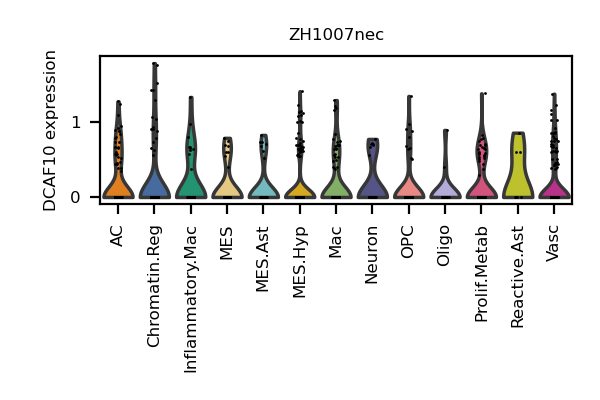 ZH1007nec
DCAF10 expression
1
0
AC
Chromatin.Reg
Inflammatory.Mac
MES
MES.Ast
MES.Hyp
Mac
Neuron
OPC
Oligo
Prolif.Metab
Reactive.Ast
Vasc